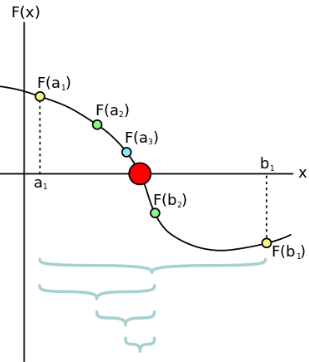 F(x)
F(a₁)
F(a₂)
F(a₃)
b₁
x
a₁
F(b₂)
F(b₁)